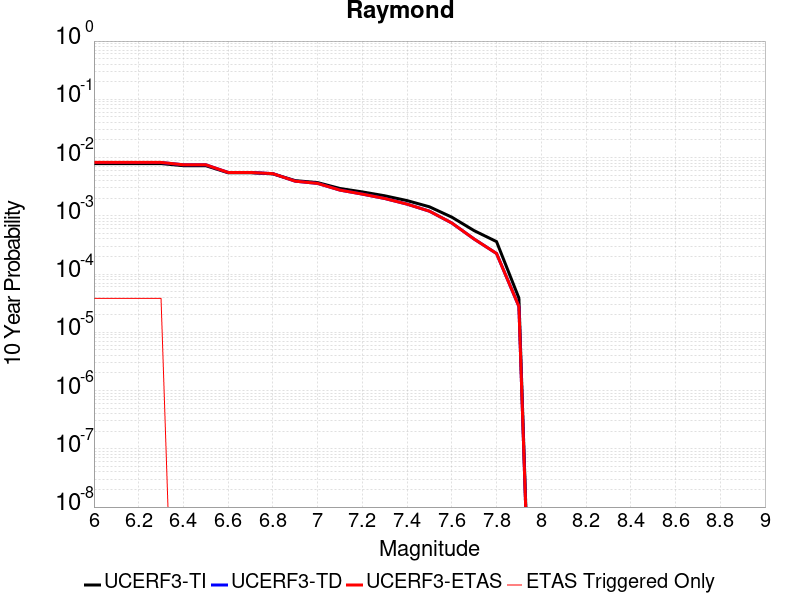 Raymond
10 0
10 -1
10 -2
10 -3
10 -4
10 -5
10 -6
10 -7
10 -8
10 Year Probability
6 6.2 6.4 6.6 6.8 7 7.2 7.4 7.6 7.8 8 8.2 8.4 8.6 8.8 9
Magnitude
UCERF3-TI UCERF3-TD UCERF3-ETAS ETAS Triggered Only